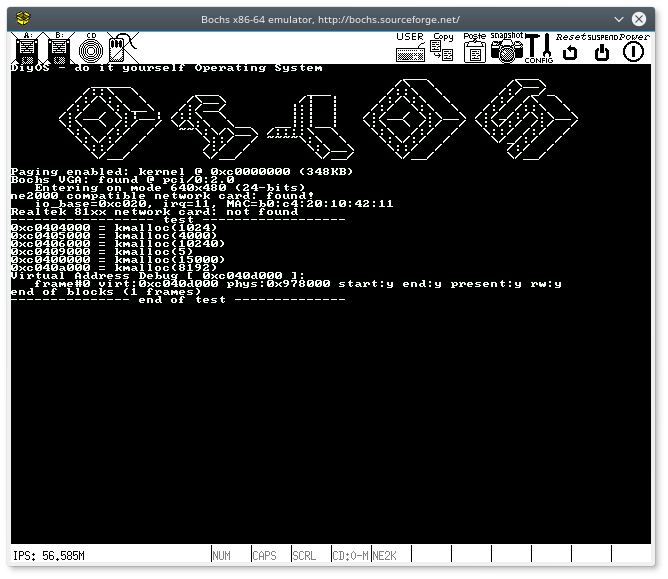 Bochs x86-64 emulator, http://bochs.sourceforge.net/
A: B: CD USER Copy Paste snapshot CONFIG Reset SUSPEND Power
DiyOS - do it yourself Operating System
Paging enabled: kernel @ 0xc0000000 (348KB)
Bochs VGA: found @ pci/0:2.0
Entering on mode 640x480 (24-bits)
ne2000 compatible network card: found!
io_base=0xc020, irq=11, MAC=b0:c4:20:10:42:11
Realtek 81xx network card: not found
------------------ test -------------------
0xc0404000 = kmalloc(1024)
0xc0405000 = kmalloc(4000)
0xc0406000 = kmalloc(10240)
0xc0409000 = kmalloc(5)
0xc0400000 = kmalloc(15000)
0xc040a000 = kmalloc(8192)
Virtual Address Debug [ 0xc040d000 ]:
frame#0 virt:0xc040d000 phys:0x978000 start:y end:y present:y rw:y
end of blocks (1 frames)
--------------- end of test --------------
IPS: 56.585M NUM CAPS SCRL CD:0-M NE2K